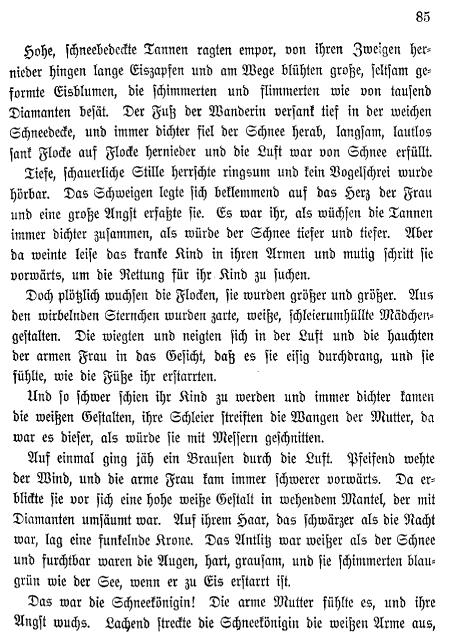 85
Hohe, schneebedeckte Tannen ragten empor, von ihren Zweigen her-
nieder hingen lange Eiszapfen und am Wege blühten große, seltsam ge-
formte Eisblumen, die schimmerten und flimmerten wie von tausend
Diamanten besät. Der Fuß der Wanderin versank tief in der weichen
Schneedecke, und immer dichter fiel der Schnee herab, langsam, lautlos
sank Flocke auf Flocke hernieder und die Luft war von Schnee erfüllt.
Tiefe, schauerliche Stille herrschte ringsum und kein Vogelschrei wurde
hörbar. Das Schweigen legte sich beklemmend auf das Herz der Frau
und eine große Angst erfaßte sie. Es war ihr, als wüchsen die Tannen
immer dichter zusammen, als würde der Schnee tiefer und tiefer. Aber
da weinte leise das kranke Kind in ihren Armen und mutig schritt sie
vorwärts, um die Rettung für ihr Kind zu suchen.
Doch plötzlich wuchsen die Flocken, sie wurden größer und größer. Aus
den wirbelnden Sternchen wurden zarte, weiße, schleierumhüllte Mädchen-
gestalten. Die wiegten und neigten sich in der Luft und die hauchten
der armen Frau in das Gesicht, daß es sie eisig durchdrang, und sie
fühlte, wie die Füße ihr erstarrten.
Und so schwer schien ihr Kind zu werden und immer dichter kamen
die weißen Gestalten, ihre Schleier streiften die Wangen der Mutter, da
war es dieser, als würde sie mit Messern geschnitten.
Auf einmal ging jäh ein Brausen durch die Luft. Pfeifend wehte
der Wind, und die arme Frau kam immer schwerer vorwärts. Da er-
blickte sie vor sich eine hohe weiße Gestalt in wehendem Mantel, der mit
Diamanten umsäumt war. Auf ihrem Haar, das schwärzer als die Nacht
war, lag eine funkelnde Krone. Das Antlitz war weißer als der Schnee
und furchtbar waren die Augen, hart, grausam, und sie schimmerten blau-
grün wie der See, wenn er zu Eis erstarrt ist.
Das war die Schneekönigin! Die arme Mutter fühlte es, und ihre
Angst wuchs. Lachend streckte die Schneekönigin die weißen Arme aus,